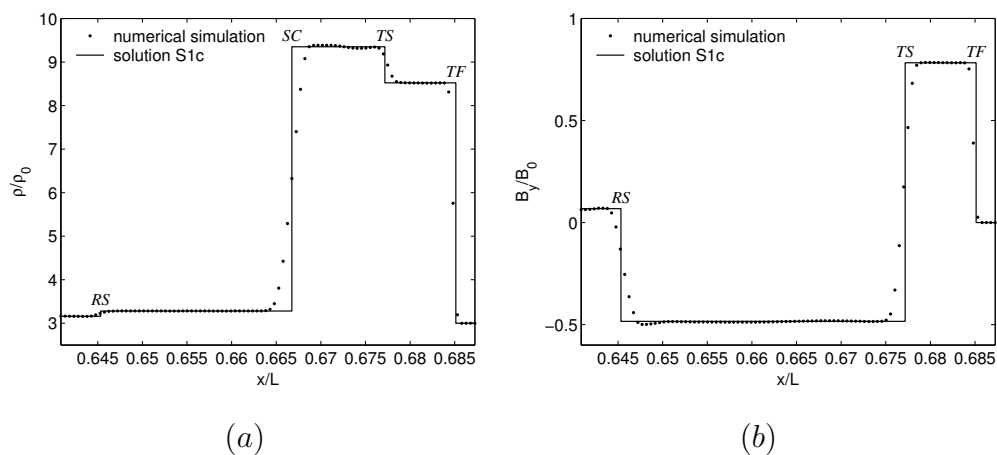 SC
TS
numerical simulation
solution S1c
TF
RS
10
9
8
7
6
5
4
3
ρ/ρ0
0.645
0.65
0.655
0.66
0.665
0.67
0.675
0.68
0.685
x/L
(a)
numerical simulation
solution S1c
TS
TF
RS
1
0.5
0
−0.5
By/B0
0.645
0.65
0.655
0.66
0.665
0.67
0.675
0.68
0.685
x/L
(b)